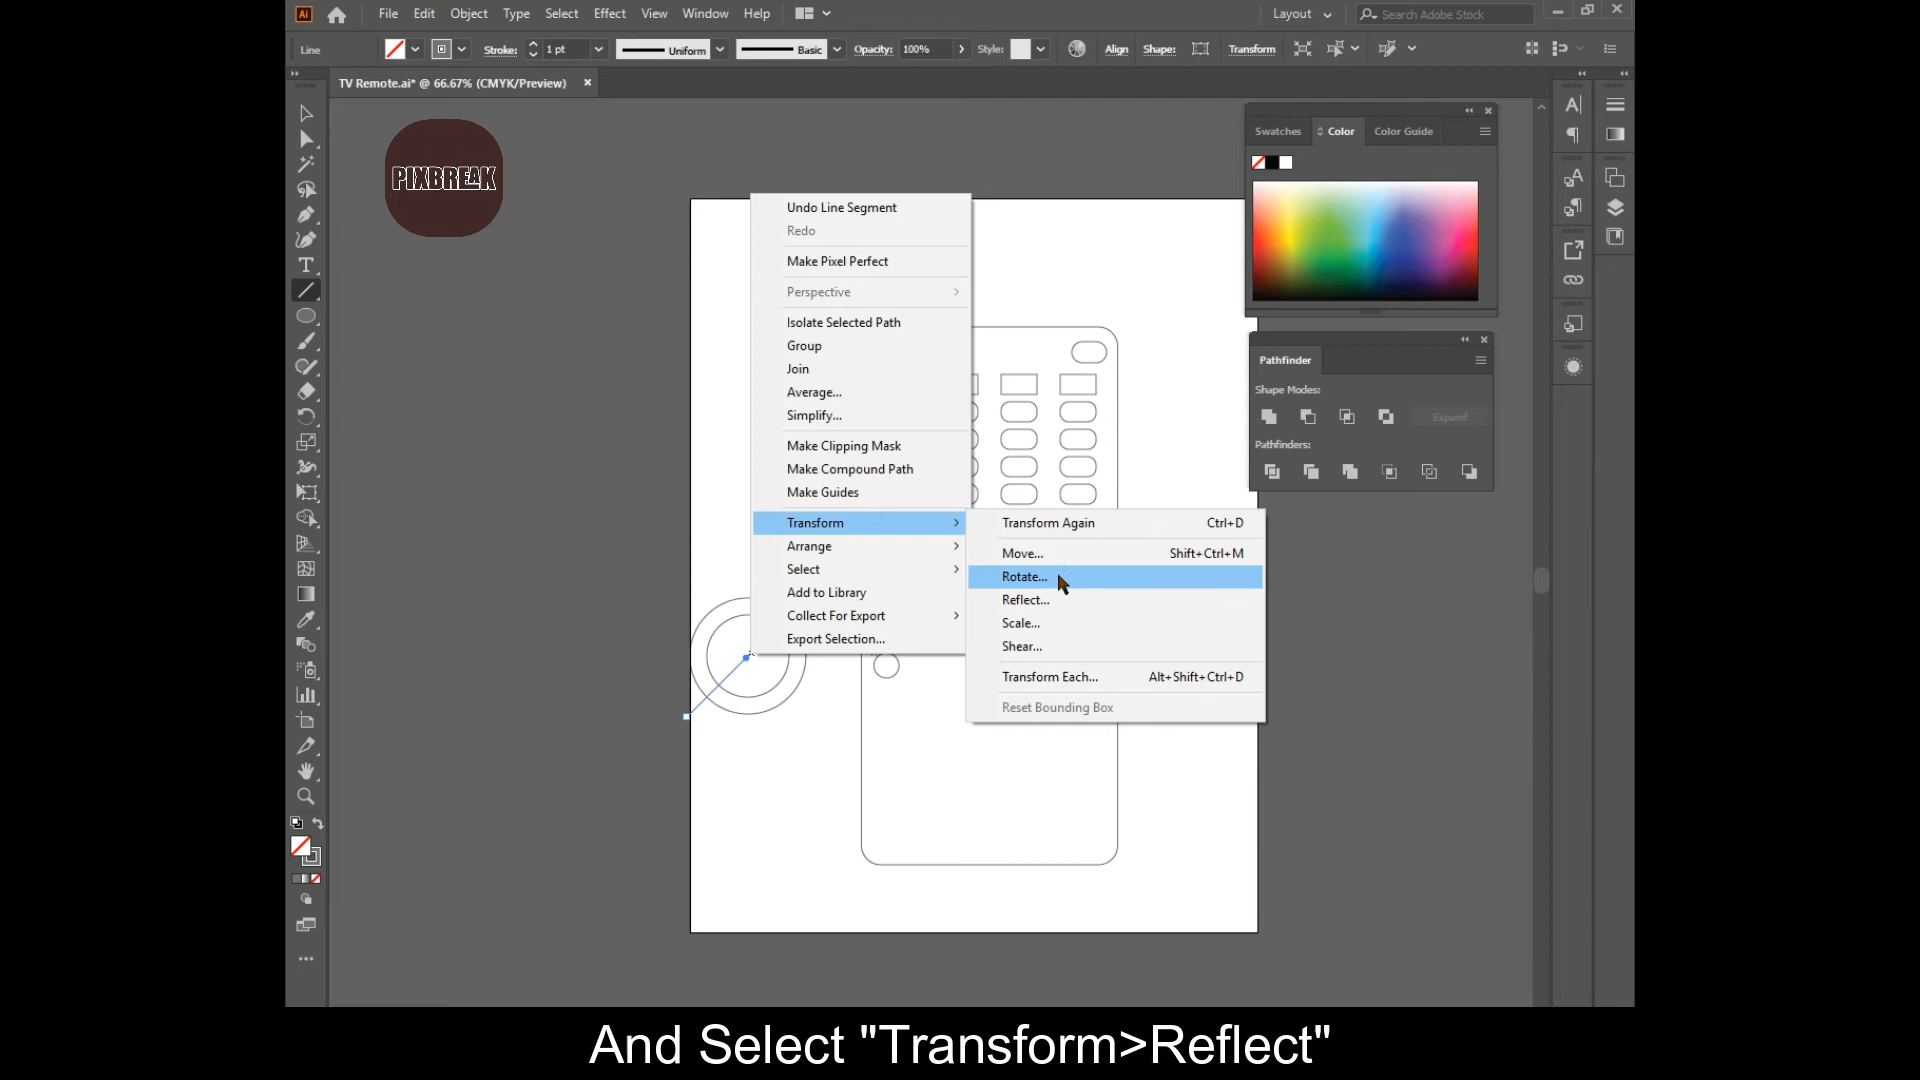 Ai File Edit Object Type Select Effect View Window Help Layout Search Adobe Stock
Line Stroke: 1 pt Uniform Basic Opacity: 100% Style: Align Shape: Transform
TV Remote.ai* @ 66.67% (CMYK/Preview)
PIXBREAK
Swatches Color Color Guide
Undo Line Segment
Redo
Make Pixel Perfect
Perspective
Isolate Selected Path
Group
Join
Average...
Simplify...
Make Clipping Mask
Make Compound Path
Make Guides
Transform
Arrange
Select
Add to Library
Collect For Export
Export Selection...
Transform Again Ctrl+D
Move... Shift+Ctrl+M
Rotate...
Reflect...
Scale...
Shear...
Transform Each... Alt+Shift+Ctrl+D
Reset Bounding Box
Pathfinder
Shape Modes:
Expand
Pathfinders:
And Select "Transform>Reflect"